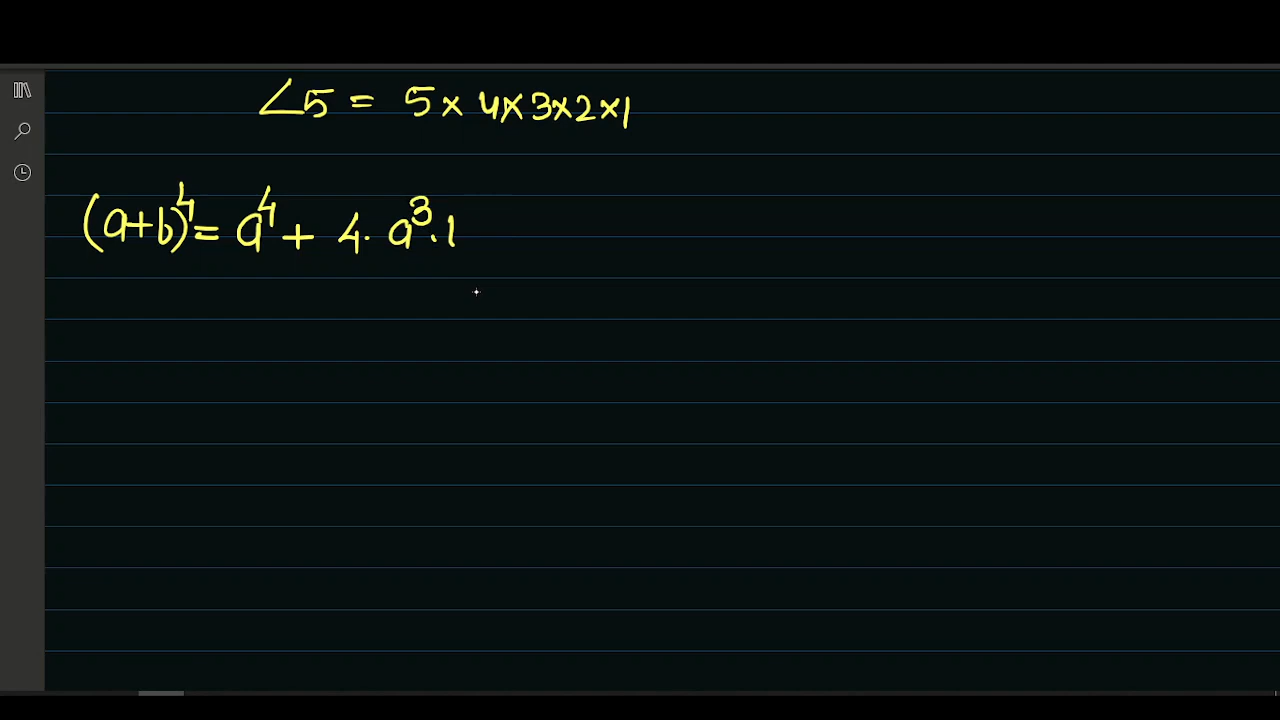 ∠5 = 5×4×3×2×1
(a+b)⁴ = a⁴ + 4·a³·1